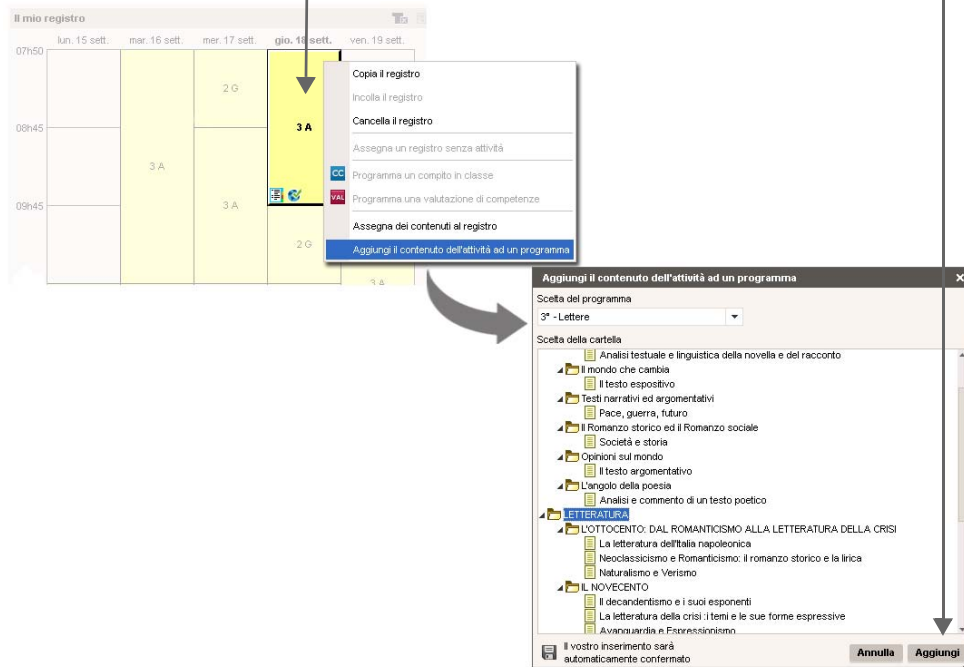 Il mio registro
lun. 15 sett. mar. 16 sett. mer. 17 sett. gio. 18 sett. ven. 19 sett.
07h50
2 G
08h45
3 A
3 A
09h45
3 A
2 G
3 A
Copia il registro
Incolla il registro
Cancella il registro
Assegna un registro senza attività
CC Programma un compito in classe
VAL Programma una valutazione di competenze
Assegna dei contenuti al registro
Aggiungi il contenuto dell'attività ad un programma
Aggiungi il contenuto dell'attività ad un programma
Scelta del programma
3° - Lettere
Scelta della cartella
Analisi testuale e linguistica della novella e del racconto
Il mondo che cambia
Il testo espositivo
Testi narrativi ed argomentativi
Pace, guerra, futuro
Il Romanzo storico ed il Romanzo sociale
Società e storia
Opinioni sul mondo
Il testo argomentativo
L'angolo della poesia
Analisi e commento di un testo poetico
LETTERATURA
L'OTTOCENTO: DAL ROMANTICISMO ALLA LETTERATURA DELLA CRISI
La letteratura dell'Italia napoleonica
Neoclassicismo e Romanticismo: il romanzo storico e la lirica
Naturalismo e Verismo
IL NOVECENTO
Il decandentismo e i suoi esponenti
La letteratura della crisi :i temi e le sue forme espressive
Avanguardia e Espressionismo
Il vostro inserimento sarà
automaticamente confermato
Annulla Aggiungi